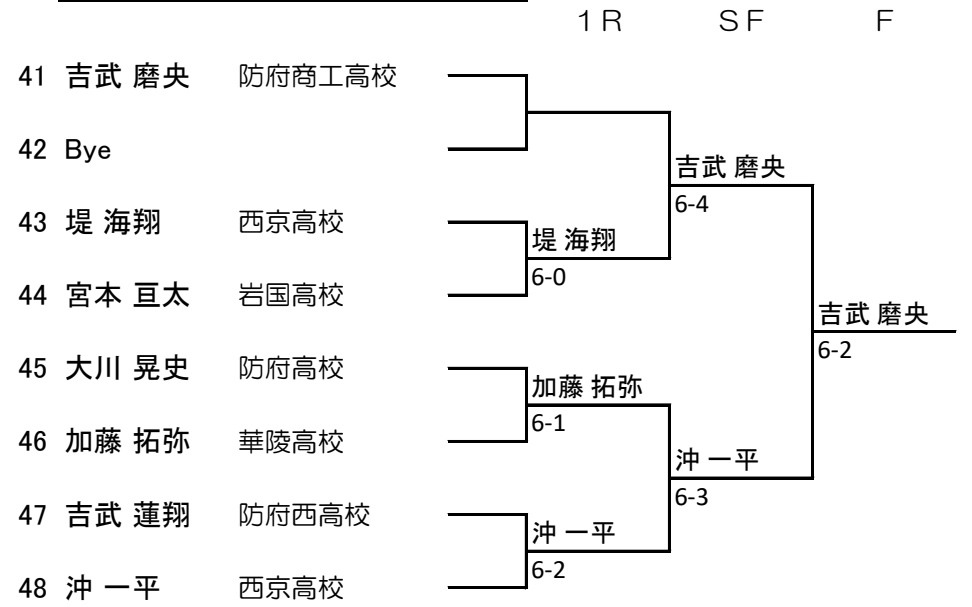 1R SF F
41 吉武 磨央 防府商工高校
42 Bye
吉武 磨央
6-4
43 堤 海翔 西京高校
堤 海翔
6-0
44 宮本 亘太 岩国高校
吉武 磨央
6-2
45 大川 晃史 防府高校
加藤 拓弥
6-1
46 加藤 拓弥 華陵高校
沖 一平
6-3
47 吉武 蓮翔 防府西高校
沖 一平
6-2
48 沖 一平 西京高校